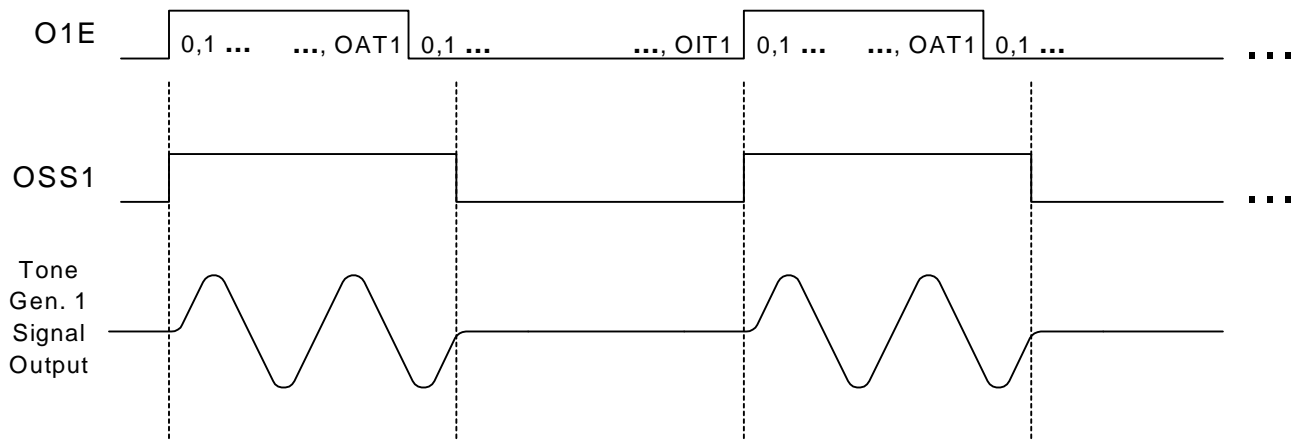 O1E
0,1 ... ..., OAT1 0,1 ... ..., OIT1 0,1 ... ..., OAT1 0,1 ... ...
OSS1 ...
Tone
Gen. 1
Signal
Output